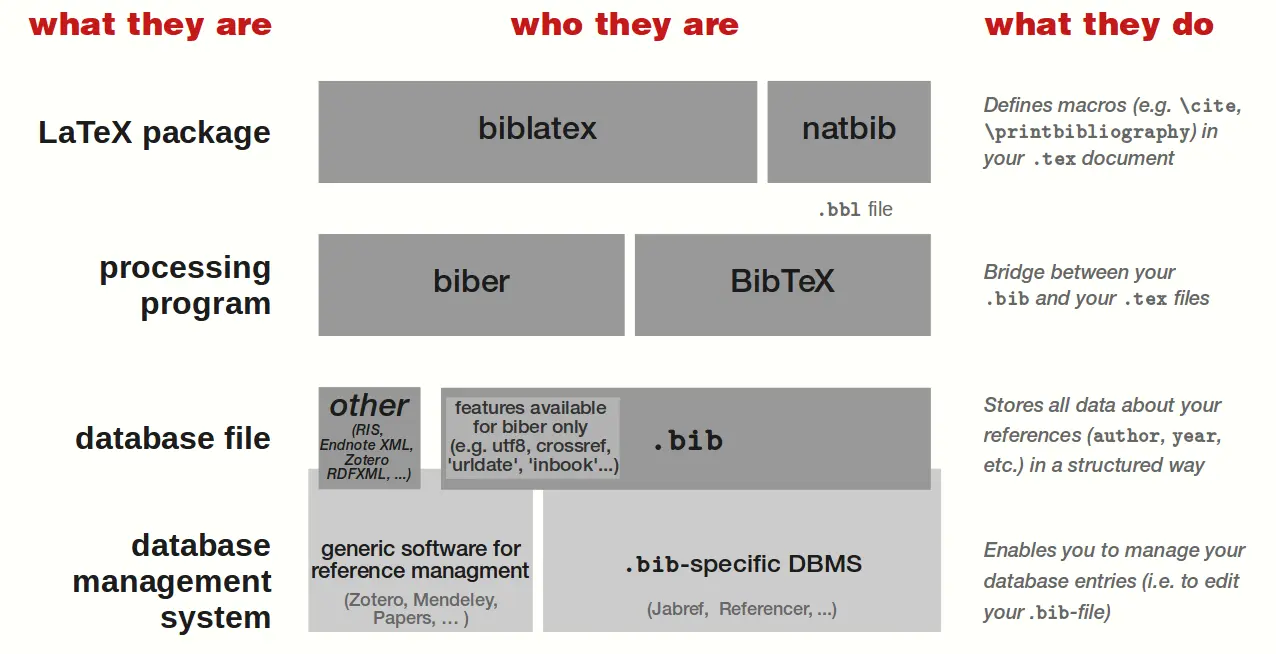 what they are
who they are
what they do
LaTeX package
biblatex
natbib
Defines macros (e.g. \cite,
\printbibliography) in
your .tex document
.bbl file
processing
program
biber
BibTeX
Bridge between your
.bib and your .tex files
database file
other
(RIS,
Endnote XML,
Zotero
RDFXML, ...)
features available
for biber only
(e.g. utf8, crossref,
'urldate', 'inbook'...)
.bib
Stores all data about your
references (author, year,
etc.) in a structured way
database
management
system
generic software for
reference managment
(Zotero, Mendeley,
Papers, ... )
.bib-specific DBMS
(Jabref, Referencer, ...)
Enables you to manage your
database entries (i.e. to edit
your .bib-file)